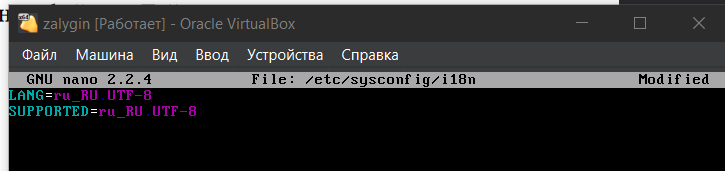 zalygin [Работает] - Oracle VirtualBox
Файл Машина Вид Ввод Устройства Справка
GNU nano 2.2.4 File: /etc/sysconfig/i18n Modified
LANG=ru_RU.UTF-8
SUPPORTED=ru_RU.UTF-8